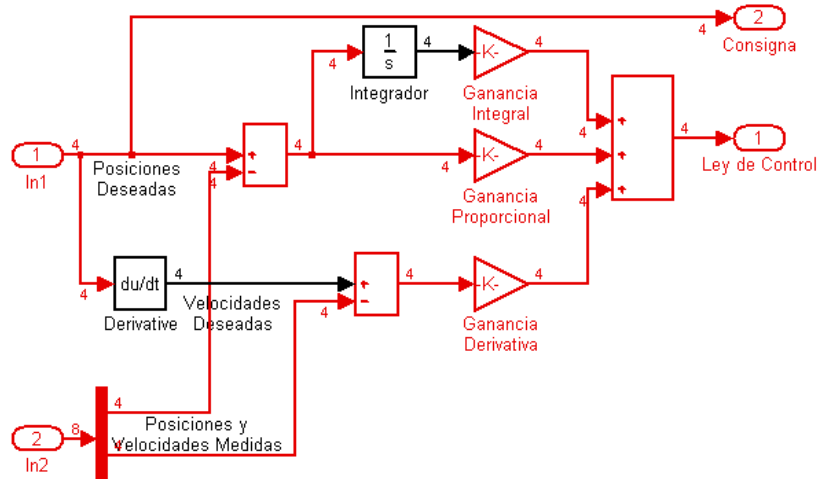 2
4
Consigna
1
s
4
-K-
4
4
Integrador
Ganancia
Integral
4
+
4
1
Ley de Control
1
In1
4
Posiciones
Deseadas
4
4
+
-
4
4
-K-
4
+
Ganancia
Proporcional
4
+
du/dt
4
4
Derivative
Velocidades
Deseadas
+
-
4
4
4
-K-
4
Ganancia
Derivativa
2
In2
8
4
4
Posiciones y
Velocidades Medidas